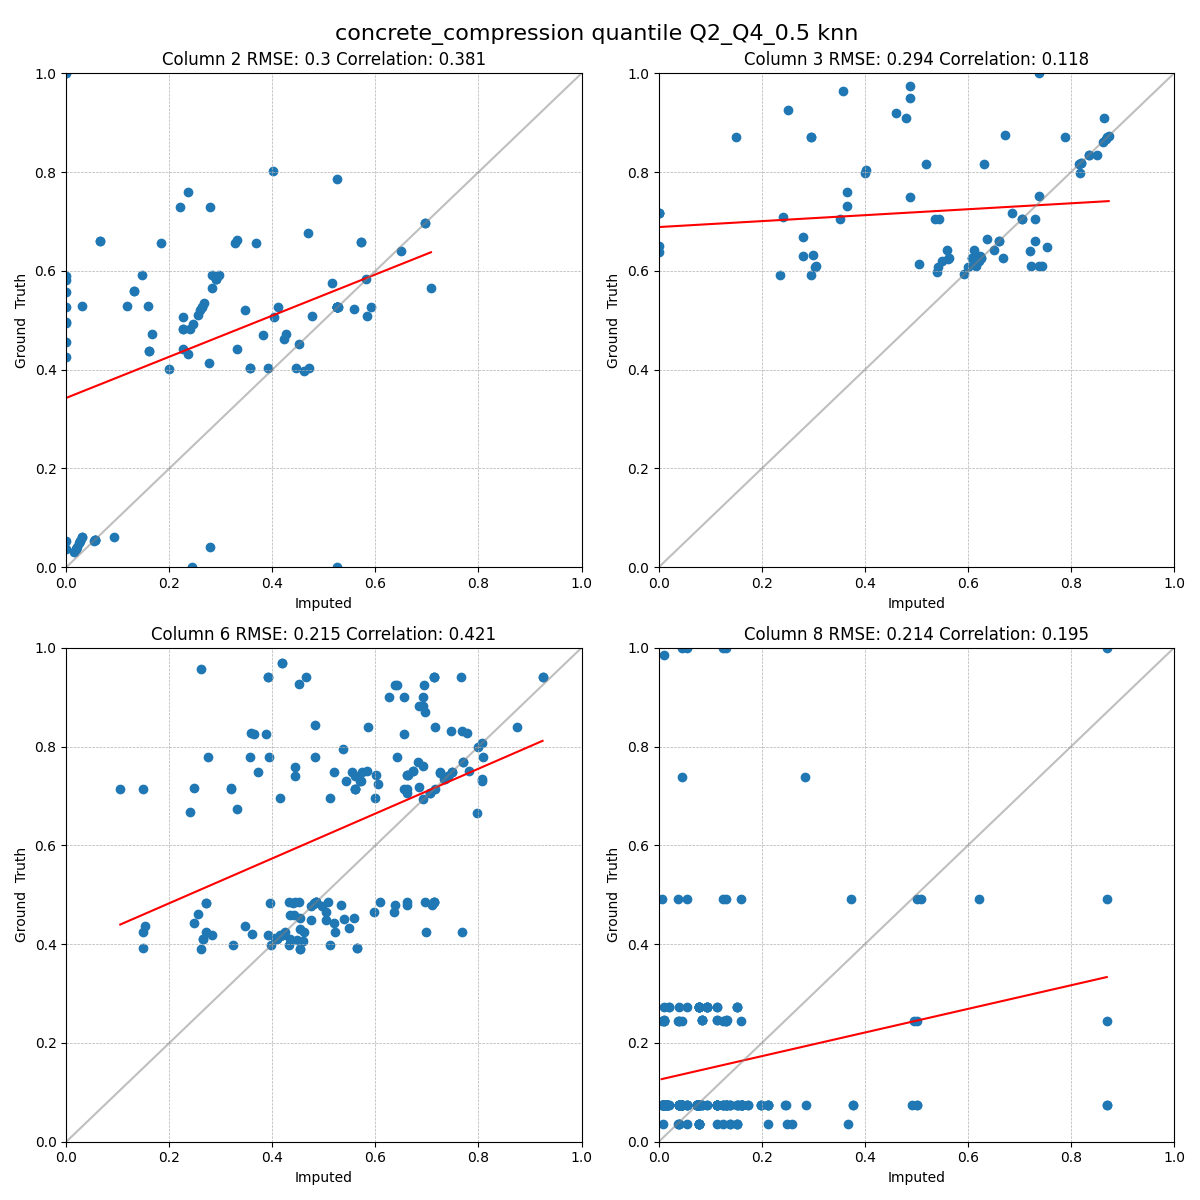 concrete_compression quantile Q2_Q4_0.5 knn
Column 2 RMSE: 0.3 Correlation: 0.381
1.0
0.8
0.6
0.4
0.2
0.0
Ground Truth
0.0 0.2 0.4 0.6 0.8 1.0
Imputed
Column 3 RMSE: 0.294 Correlation: 0.118
1.0
0.8
0.6
0.4
0.2
0.0
Ground Truth
0.0 0.2 0.4 0.6 0.8 1.0
Imputed
Column 6 RMSE: 0.215 Correlation: 0.421
1.0
0.8
0.6
0.4
0.2
0.0
Ground Truth
0.0 0.2 0.4 0.6 0.8 1.0
Imputed
Column 8 RMSE: 0.214 Correlation: 0.195
1.0
0.8
0.6
0.4
0.2
0.0
Ground Truth
0.0 0.2 0.4 0.6 0.8 1.0
Imputed